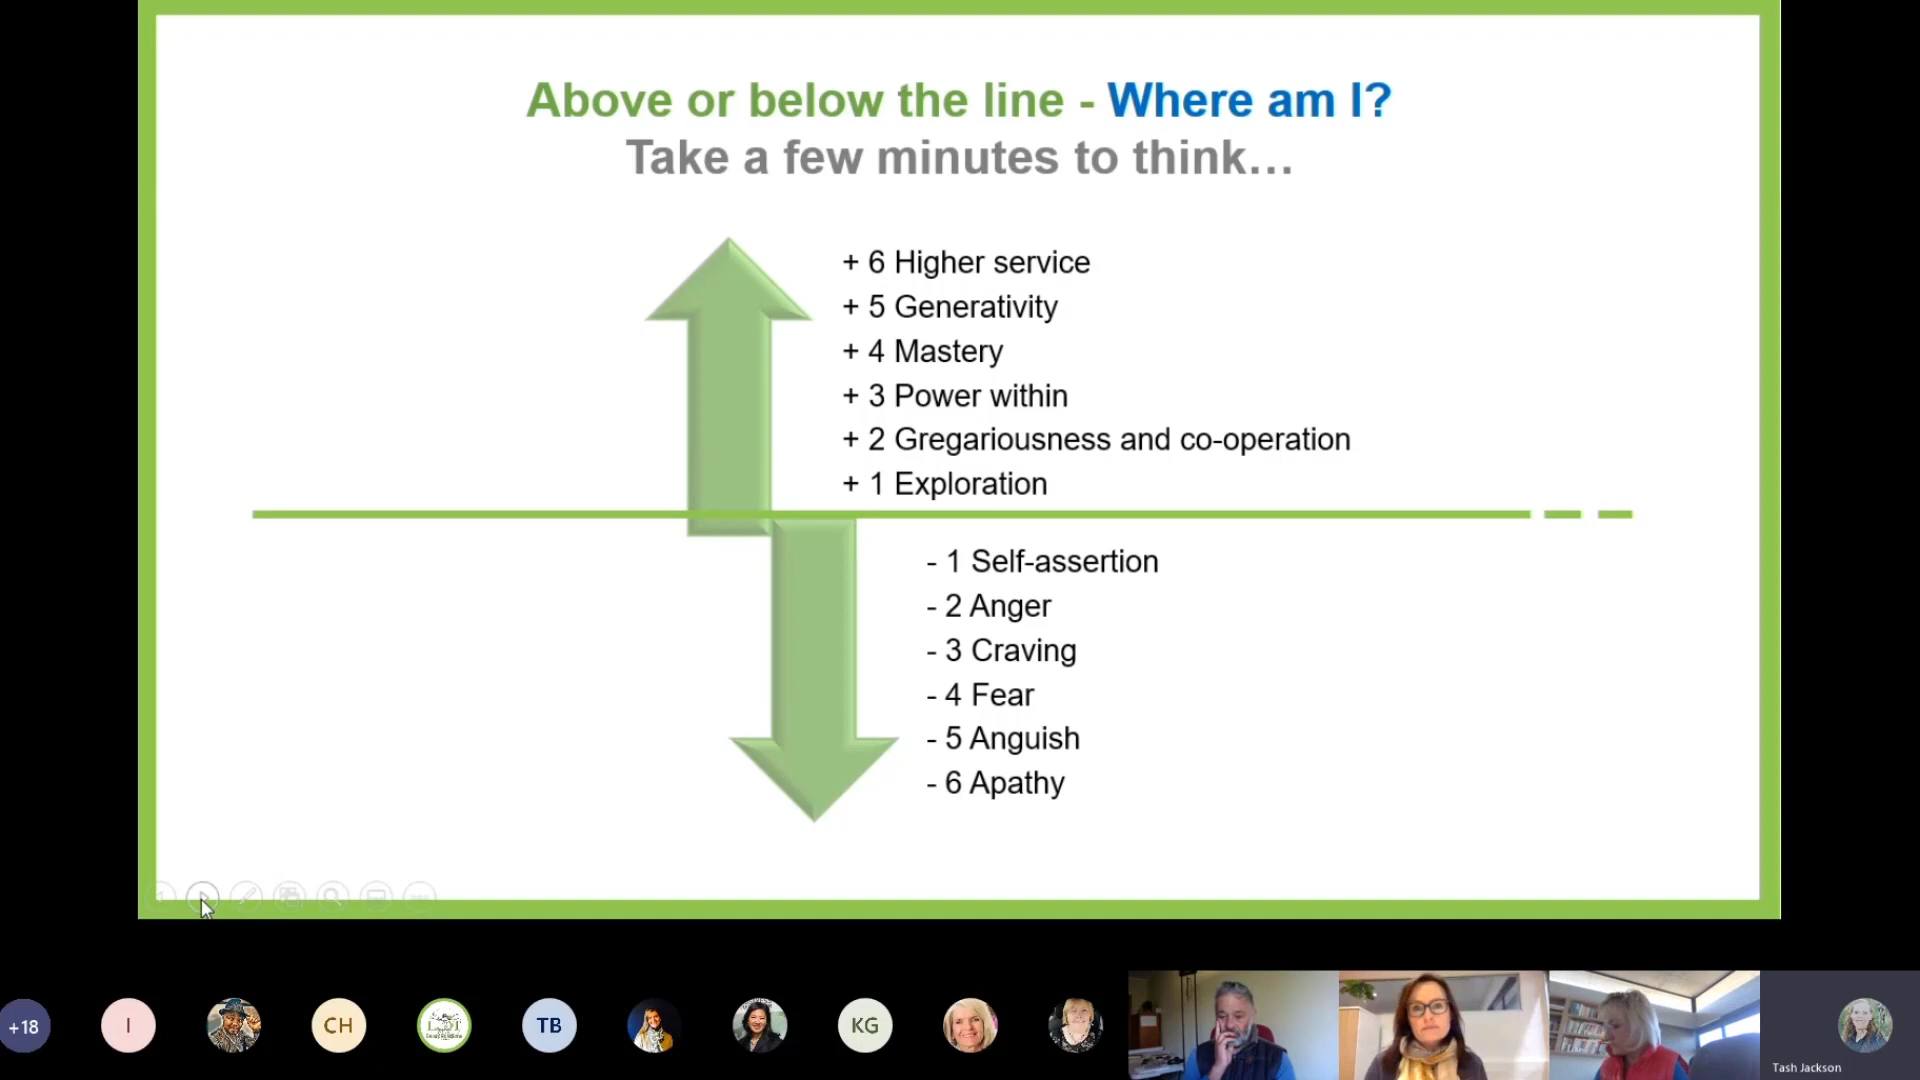 Above or below the line - Where am I?
Take a few minutes to think...
+ 6 Higher service
+ 5 Generativity
+ 4 Mastery
+ 3 Power within
+ 2 Gregariousness and co-operation
+ 1 Exploration
- 1 Self-assertion
- 2 Anger
- 3 Craving
- 4 Fear
- 5 Anguish
- 6 Apathy
+18
I
CH
TB
KG
Tash Jackson